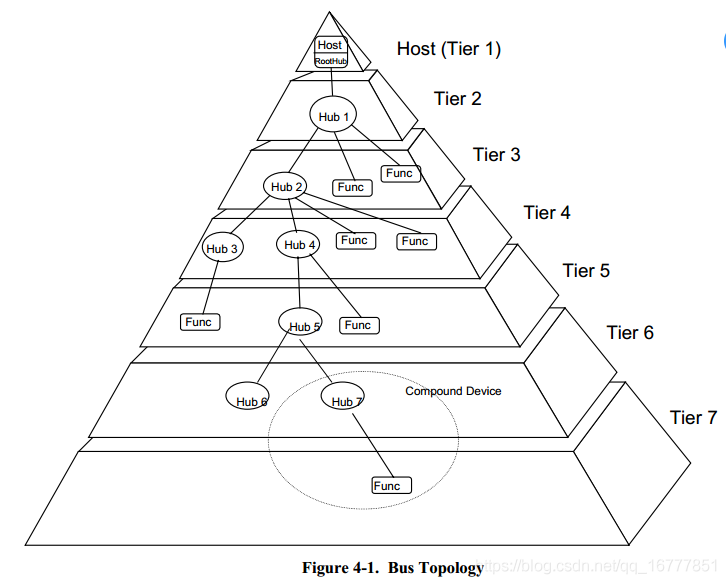 Host
RootHub
Host (Tier 1)
Hub 1
Tier 2
Hub 2
Func
Func
Tier 3
Hub 3
Hub 4
Func
Func
Tier 4
Func
Hub 5
Func
Tier 5
Hub 6
Hub 7
Compound Device
Tier 6
Func
Tier 7
Figure 4-1. Bus Topology
https://blog.csdn.net/qq_16777851